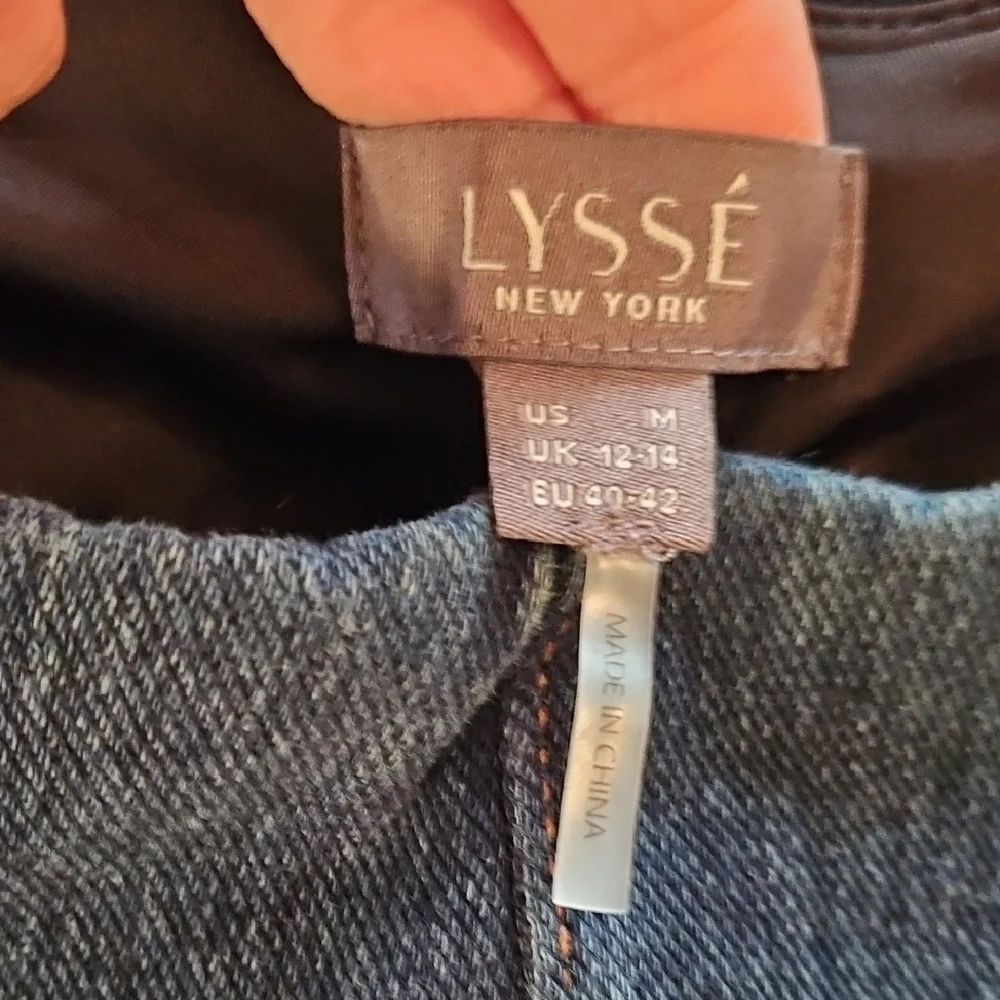 LYSSÉ
NEW YORK
US M
UK 12-14
EU 40-42
MADE IN CHINA